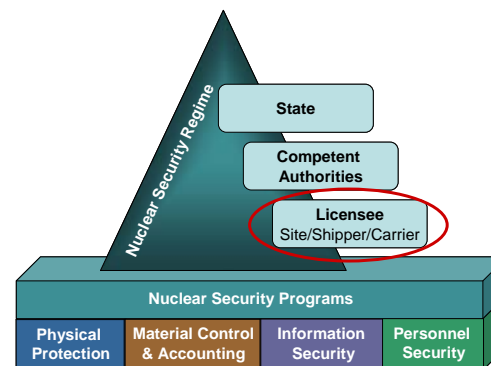 Nuclear Security Regime
State
Competent
Authorities
Licensee
Site/Shipper/Carrier
Nuclear Security Programs
Physical
Protection
Material Control
& Accounting
Information
Security
Personnel
Security